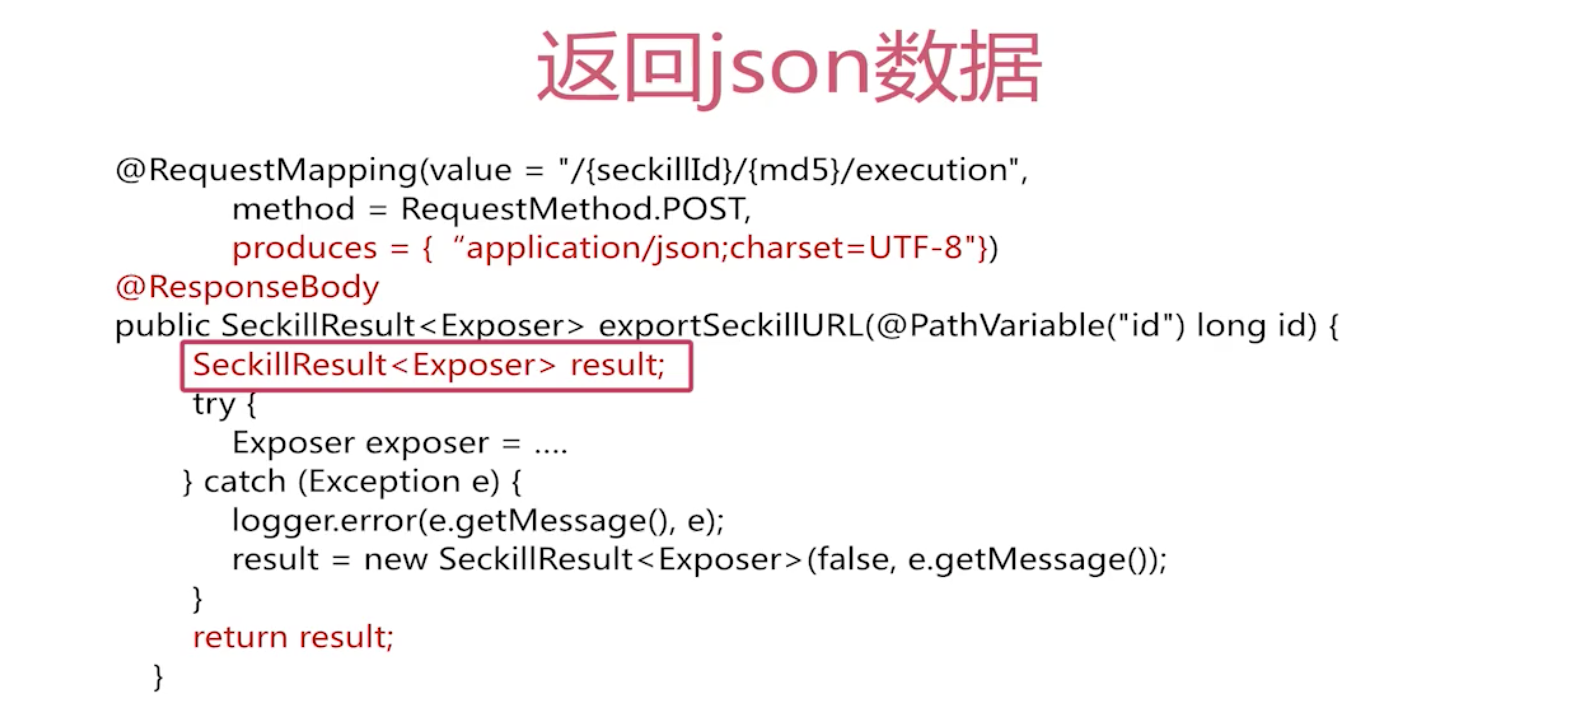 返回json数据
@RequestMapping(value = "/{seckillId}/{md5}/execution",
method = RequestMethod.POST,
produces = { “application/json;charset=UTF-8"})
@ResponseBody
public SeckillResult<Exposer> exportSeckillURL(@PathVariable("id") long id) {
SeckillResult<Exposer> result;
try {
Exposer exposer = ....
} catch (Exception e) {
logger.error(e.getMessage(), e);
result = new SeckillResult<Exposer>(false, e.getMessage());
}
return result;
}